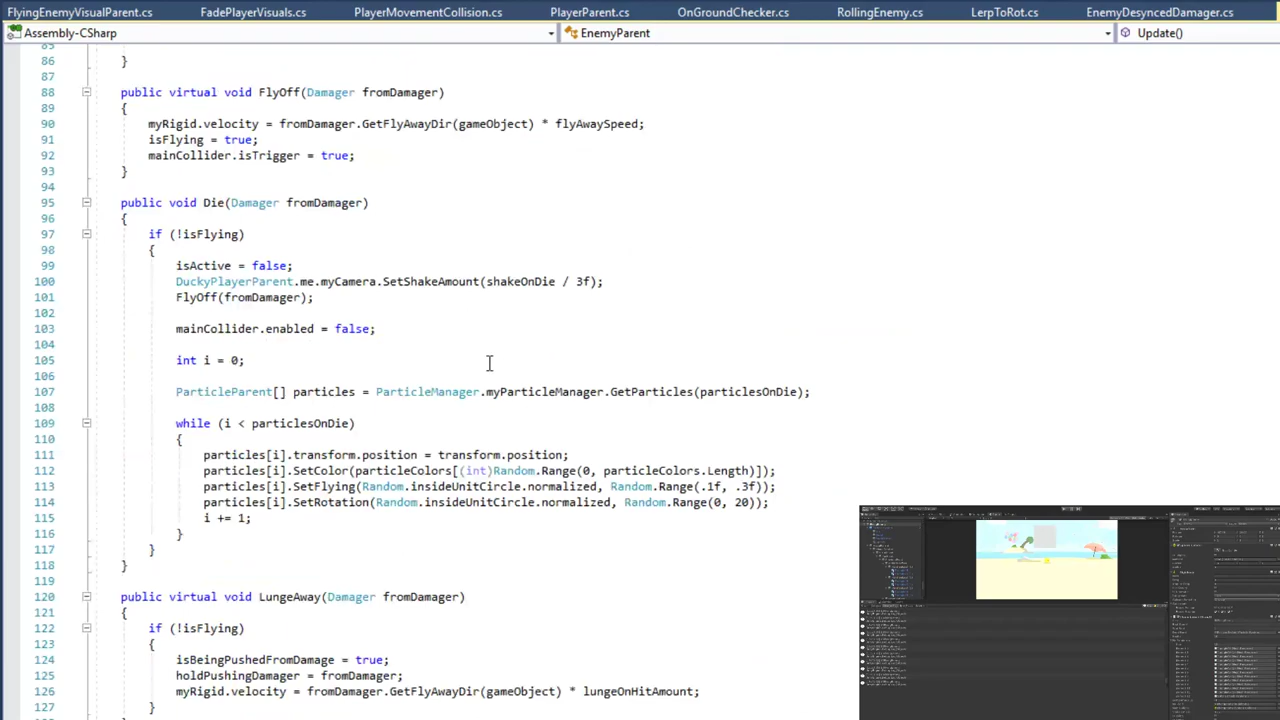 FlyingEnemyVisualParent.cs FadePlayerVisuals.cs PlayerMovementCollision.cs PlayerParent.cs OnGroundChecker.cs RollingEnemy.cs LerpToRot.cs EnemyDesyncedDamager.cs
Assembly-CSharp EnemyParent Update()
85
86 }
87
88 public virtual void FlyOff(Damager fromDamager)
89 {
90 myRigid.velocity = fromDamager.GetFlyAwayDir(gameObject) * flyAwaySpeed;
91 isFlying = true;
92 mainCollider.isTrigger = true;
93 }
94
95 public void Die(Damager fromDamager)
96 {
97 if (!isFlying)
98 {
99 isActive = false;
100 DuckyPlayerParent.me.myCamera.SetShakeAmount(shakeOnDie / 3f);
101 FlyOff(fromDamager);
102
103 mainCollider.enabled = false;
104
105 int i = 0;
106
107 ParticleParent[] particles = ParticleManager.myParticleManager.GetParticles(particlesOnDie);
108
109 while (i < particlesOnDie)
110 {
111 particles[i].transform.position = transform.position;
112 particles[i].SetColor(particleColors[(int)Random.Range(0, particleColors.Length)]);
113 particles[i].SetFlying(Random.insideUnitCircle.normalized, Random.Range(.1f, .3f));
114 particles[i].SetRotation(Random.insideUnitCircle.normalized, Random.Range(0, 20));
115 i += 1;
116 }
117 }
118 }
119
120 public virtual void LungeAway(Damager fromDamager)
121 {
122 if (!isFlying)
123 {
124 = true;
125 = fromDamager;
126 myRigid.velocity = fromDamager.GetFlyAwayDir(gameObject) * lungeOnHitAmount;
127 }